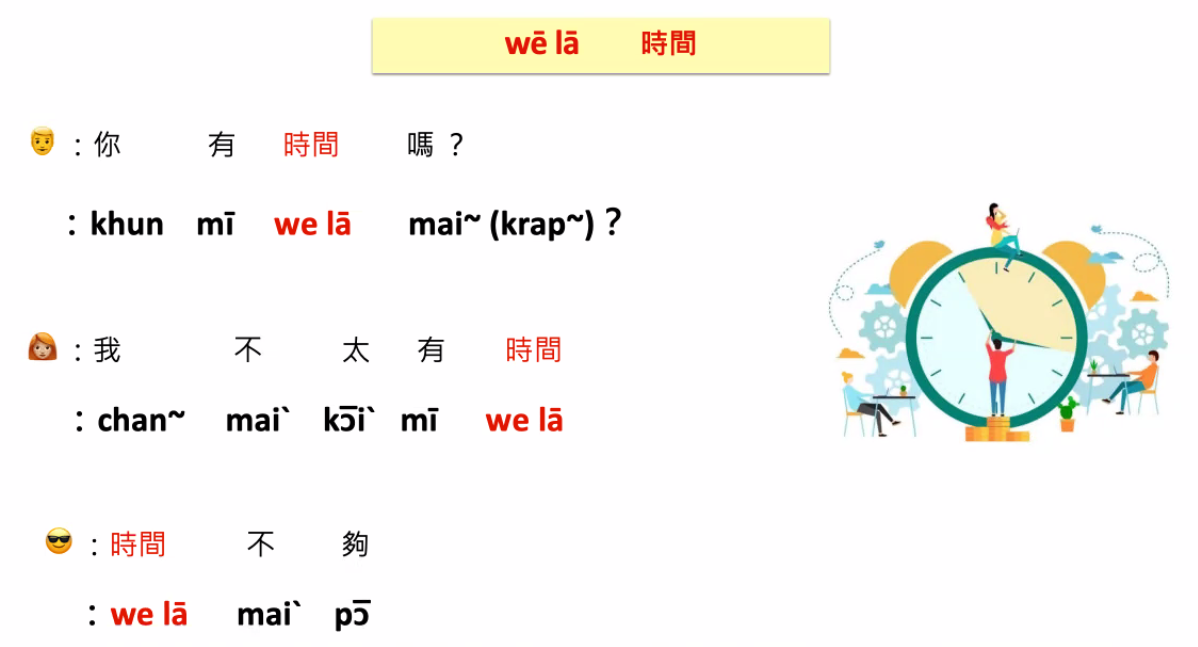 wē lā 時間
：你 有 時間 嗎 ？
：khun mī we lā mai~ (krap~) ？
：我 不 太 有 時間
：chan~ mai` kɔ̄i` mī we lā
：時間 不 夠
：we lā mai` pɔ̄